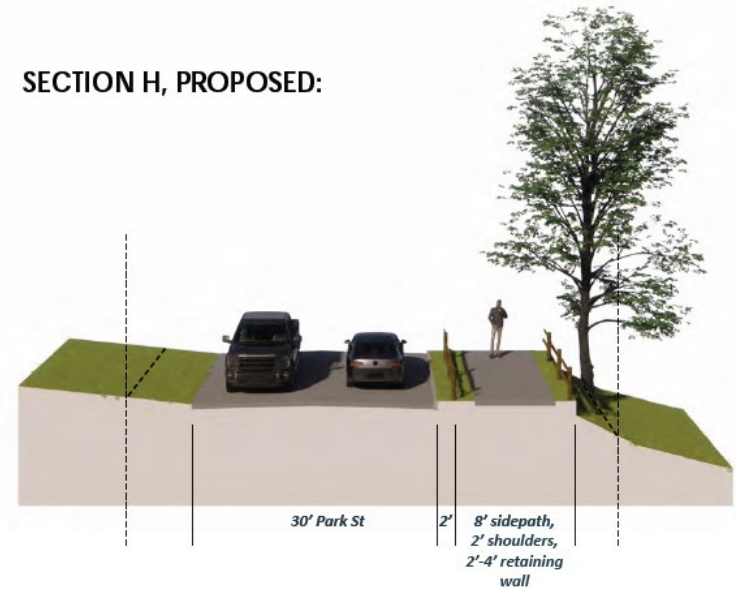 SECTION H, PROPOSED:
30' Park St
2'
8' sidepath,
2' shoulders,
2'-4' retaining
wall